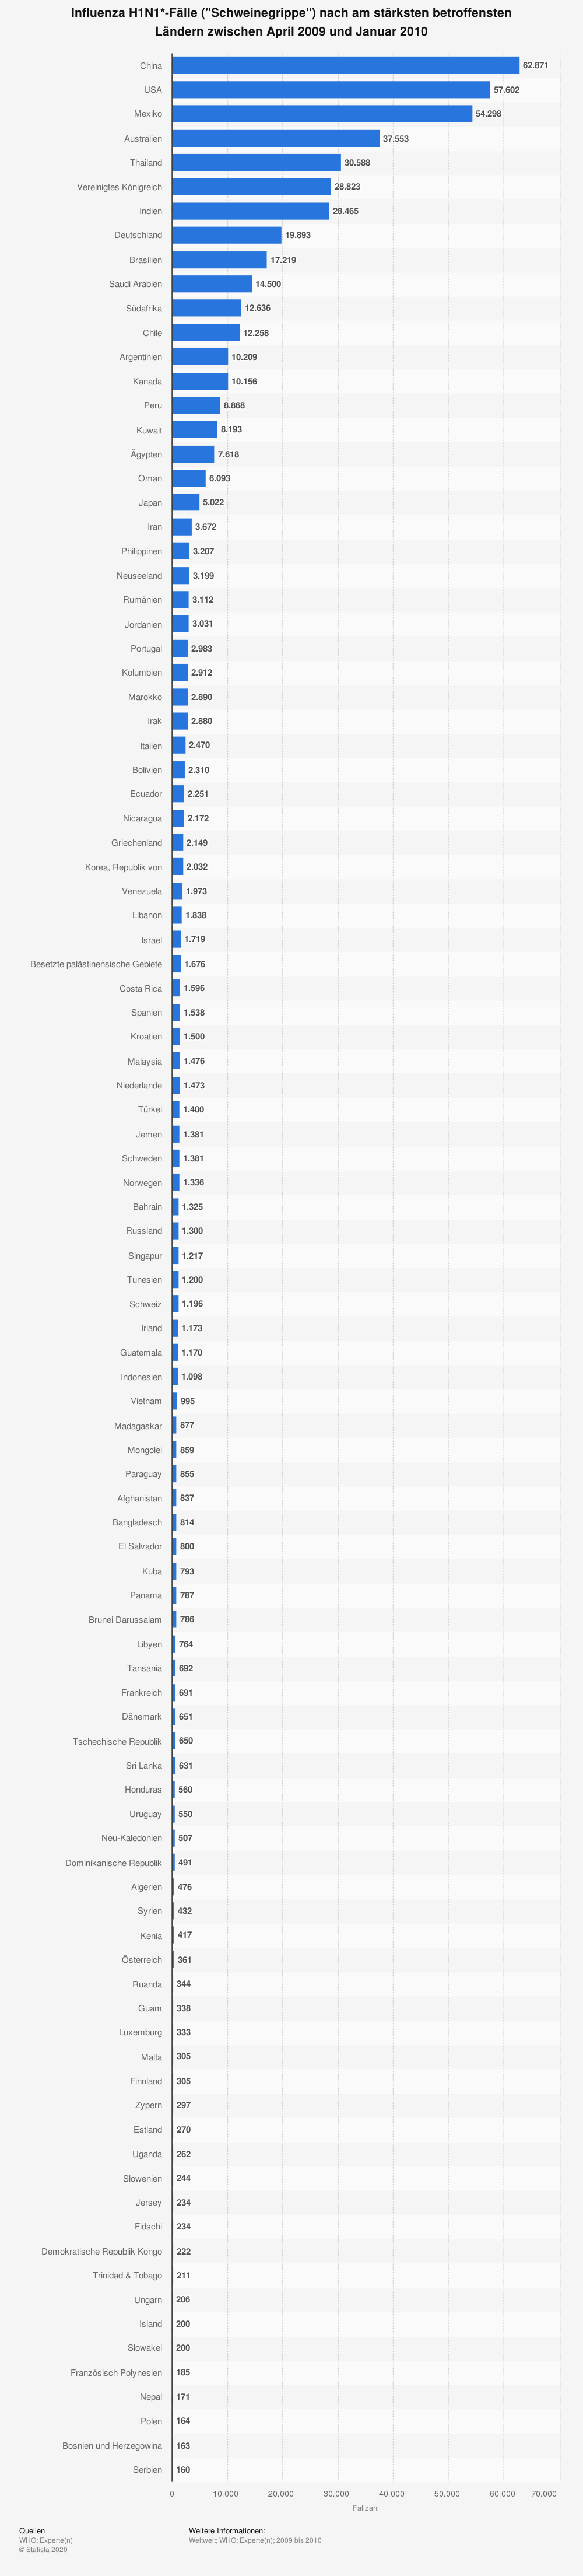 Influenza H1N1*-Fälle ("Schweinegrippe") nach am stärksten betroffensten
Ländern zwischen April 2009 und Januar 2010
China 62.871
USA 57.602
Mexiko 54.298
Australien 37.553
Thailand 30.588
Vereinigtes Königreich 28.823
Indien 28.465
Deutschland 19.893
Brasilien 17.219
Saudi Arabien 14.500
Südafrika 12.636
Chile 12.258
Argentinien 10.209
Kanada 10.156
Peru 8.868
Kuwait 8.193
Ägypten 7.618
Oman 6.093
Japan 5.022
Iran 3.672
Philippinen 3.207
Neuseeland 3.199
Rumänien 3.112
Jordanien 3.031
Portugal 2.983
Kolumbien 2.912
Marokko 2.890
Irak 2.880
Italien 2.470
Bolivien 2.310
Ecuador 2.251
Nicaragua 2.172
Griechenland 2.149
Korea, Republik von 2.032
Venezuela 1.973
Libanon 1.838
Israel 1.719
Besetzte palästinensische Gebiete 1.676
Costa Rica 1.596
Spanien 1.538
Kroatien 1.500
Malaysia 1.476
Niederlande 1.473
Türkei 1.400
Jemen 1.381
Schweden 1.381
Norwegen 1.336
Bahrain 1.325
Russland 1.300
Singapur 1.217
Tunesien 1.200
Schweiz 1.196
Irland 1.173
Guatemala 1.170
Indonesien 1.098
Vietnam 995
Madagaskar 877
Mongolei 859
Paraguay 855
Afghanistan 837
Bangladesch 814
El Salvador 800
Kuba 793
Panama 787
Brunei Darussalam 786
Libyen 764
Tansania 692
Frankreich 691
Dänemark 651
Tschechische Republik 650
Sri Lanka 631
Honduras 560
Uruguay 550
Neu-Kaledonien 507
Dominikanische Republik 491
Algerien 476
Syrien 432
Kenia 417
Österreich 361
Ruanda 344
Guam 338
Luxemburg 333
Malta 305
Finnland 305
Zypern 297
Estland 270
Uganda 262
Slowenien 244
Jersey 234
Fidschi 234
Demokratische Republik Kongo 222
Trinidad & Tobago 211
Ungarn 206
Island 200
Slowakei 200
Französisch Polynesien 185
Nepal 171
Polen 164
Bosnien und Herzegowina 163
Serbien 160
0 10.000 20.000 30.000 40.000 50.000 60.000 70.000
Fallzahl
Quellen
WHO; Experte(n)
© Statista 2020
Weitere Informationen:
Weltweit; WHO; Experte(n); 2009 bis 2010